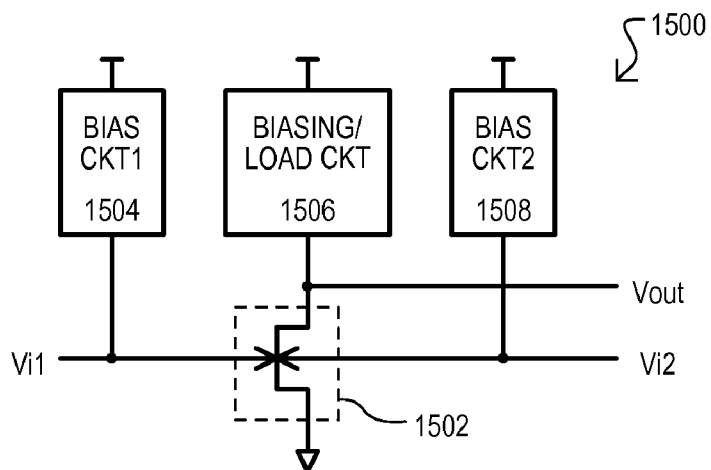 1500
BIAS
CKT1
1504
BIASING/
LOAD CKT
1506
BIAS
CKT2
1508
Vout
Vi1
Vi2
1502